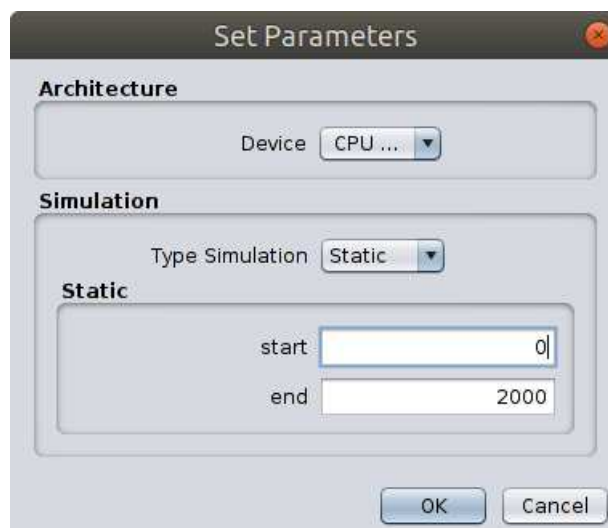 Set Parameters
Architecture
Device CPU ...
Simulation
Type Simulation Static
Static
start 0
end 2000
OK Cancel